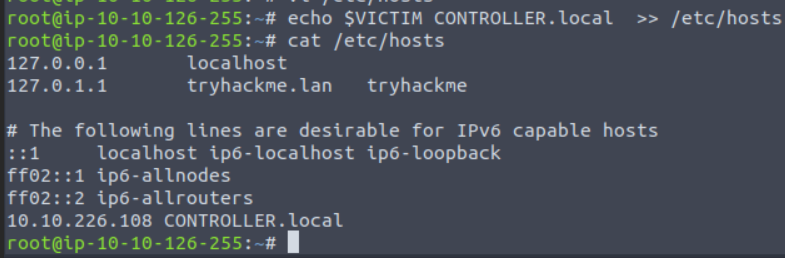 root@ip-10-10-126-255:~# echo $VICTIM CONTROLLER.local  >> /etc/hosts
root@ip-10-10-126-255:~# cat /etc/hosts
127.0.0.1       localhost
127.0.1.1       tryhackme.lan   tryhackme
# The following lines are desirable for IPv6 capable hosts
::1     localhost ip6-localhost ip6-loopback
ff02::1 ip6-allnodes
ff02::2 ip6-allrouters
10.10.226.108 CONTROLLER.local
root@ip-10-10-126-255:~#